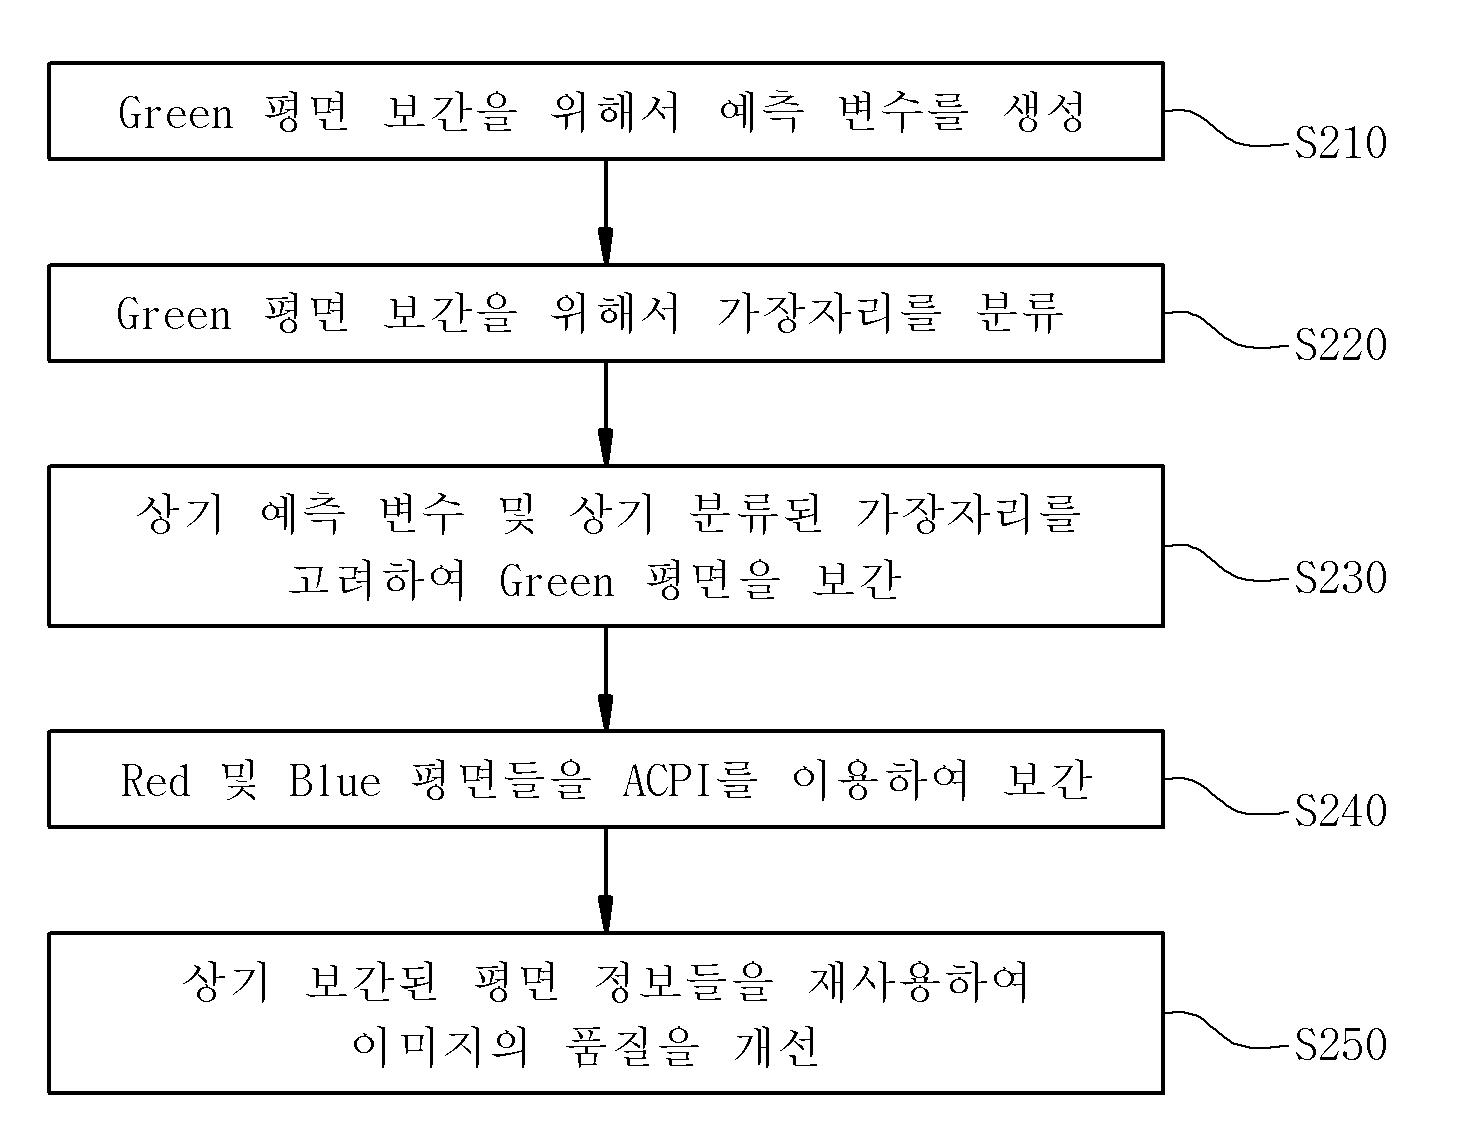 Green 평면 보간을 위해서 예측 변수를 생성
S210
Green 평면 보간을 위해서 가장자리를 분류
S220
상기 예측 변수 및 상기 분류된 가장자리를
고려하여 Green 평면을 보간
S230
Red 및 Blue 평면들을 ACPI를 이용하여 보간
S240
상기 보간된 평면 정보들을 재사용하여
이미지의 품질을 개선
S250